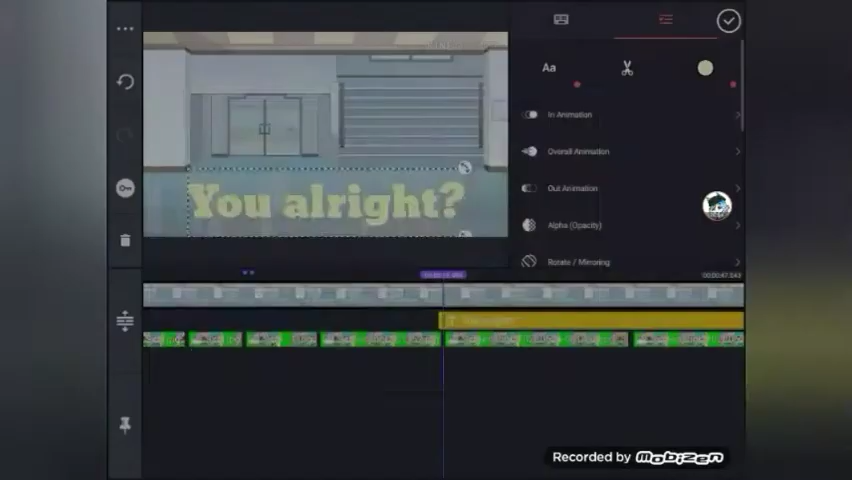 Aa
In Animation
Overall Animation
Out Animation
Alpha (Opacity)
Rotate / Mirroring
You alright?
Recorded by Mobizen